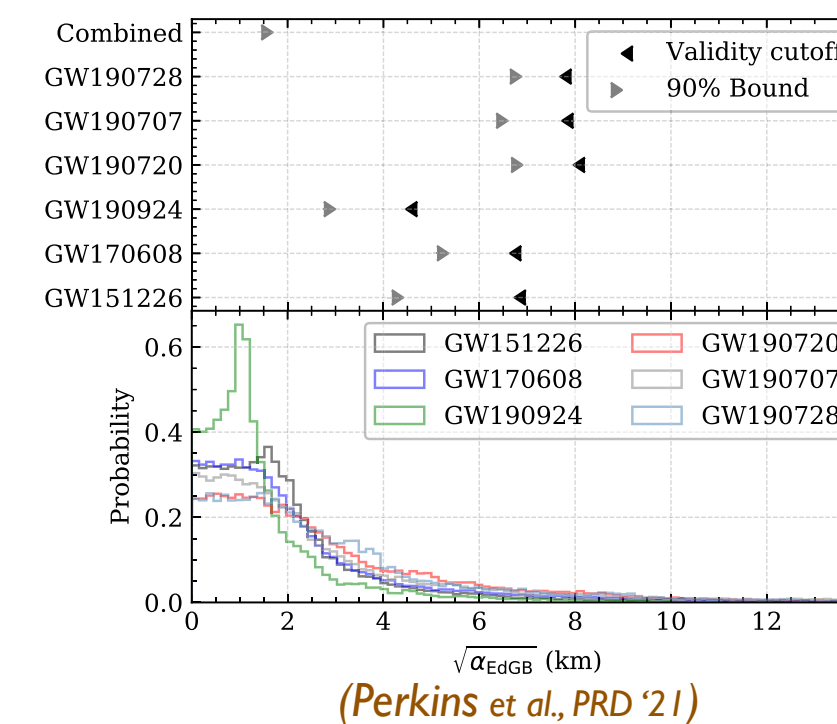 Combined
GW190728
GW190707
GW190720
GW190924
GW170608
GW151226
Validity cutoff
90% Bound
Probability
0.6
0.4
0.2
0.0
GW151226 GW190720
GW170608 GW190707
GW190924 GW190728
0 2 4 6 8 10 12
√α_EdGB (km)
(Perkins et al., PRD ‘21)